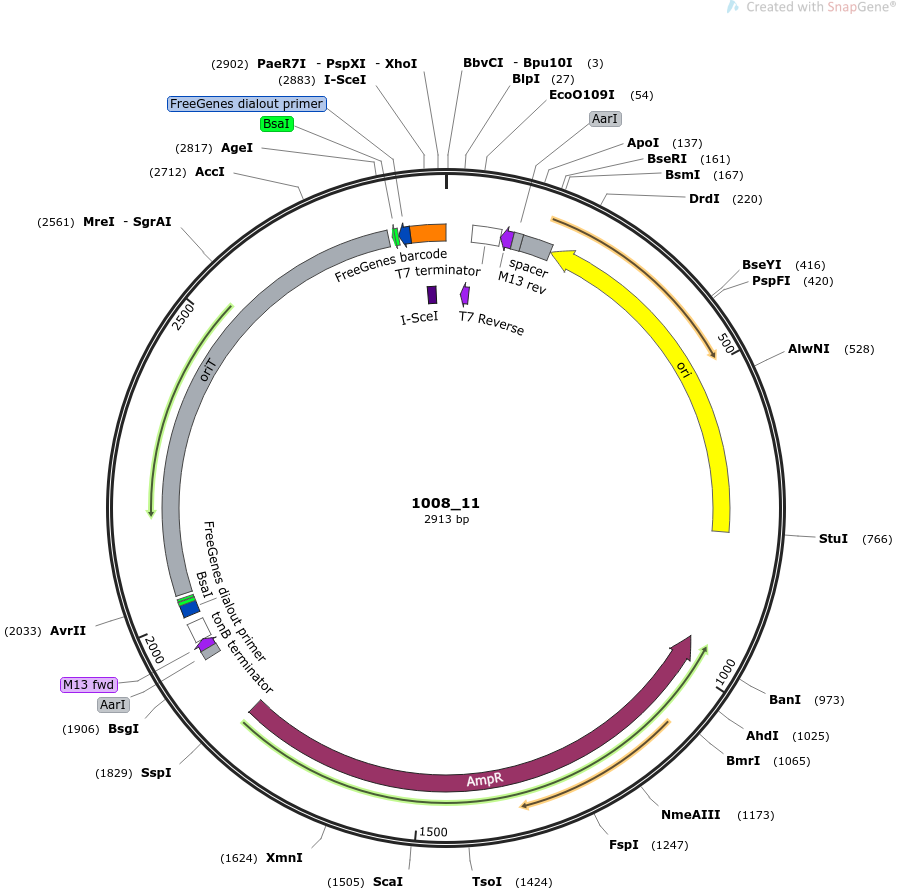 Created with SnapGene®
(2902) PaeR7I - PspXI - XhoI
(2883) I-SceI
FreeGenes dialout primer
BsaI
(2817) AgeI
(2712) AccI
(2561) MreI - SgrAI
BbvCI - Bpu10I (3)
BlpI (27)
EcoO109I (54)
AarI
ApoI (137)
BseRI (161)
BsmI (167)
DrdI (220)
BseYI (416)
PspFI (420)
500
AlwNI (528)
StuI (766)
1000
BanI (973)
AhdI (1025)
BmrI (1065)
NmeAIII (1173)
FspI (1247)
TsoI (1424)
1500
(1505) ScaI
(1624) XmnI
(1829) SspI
(1906) BsgI
AarI
M13 fwd
2000
(2033) AvrII
2500
FreeGenes barcode
T7 terminator
spacer
M13 rev
I-SceI
T7 Reverse
oriT
ori
1008_11
2913 bp
FreeGenes dialout primer
BsaI
tonB terminator
AmpR